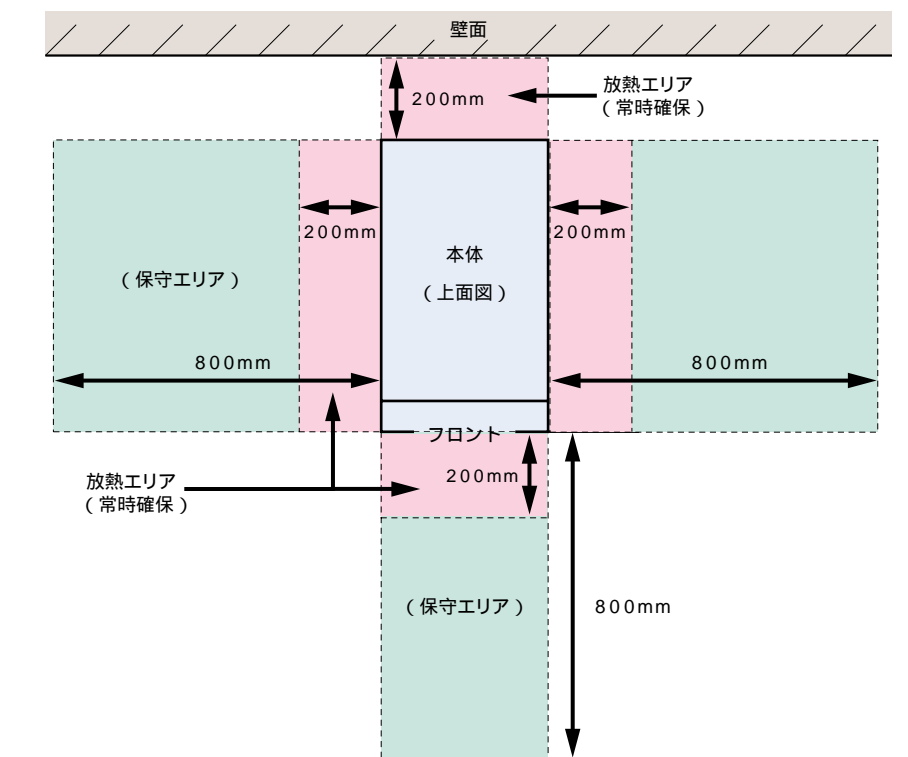 壁面
200mm
放熱エリア
(常時確保)
200mm
200mm
本体
(上面図)
(保守エリア)
800mm
800mm
フロント
放熱エリア
(常時確保)
200mm
(保守エリア)
800mm